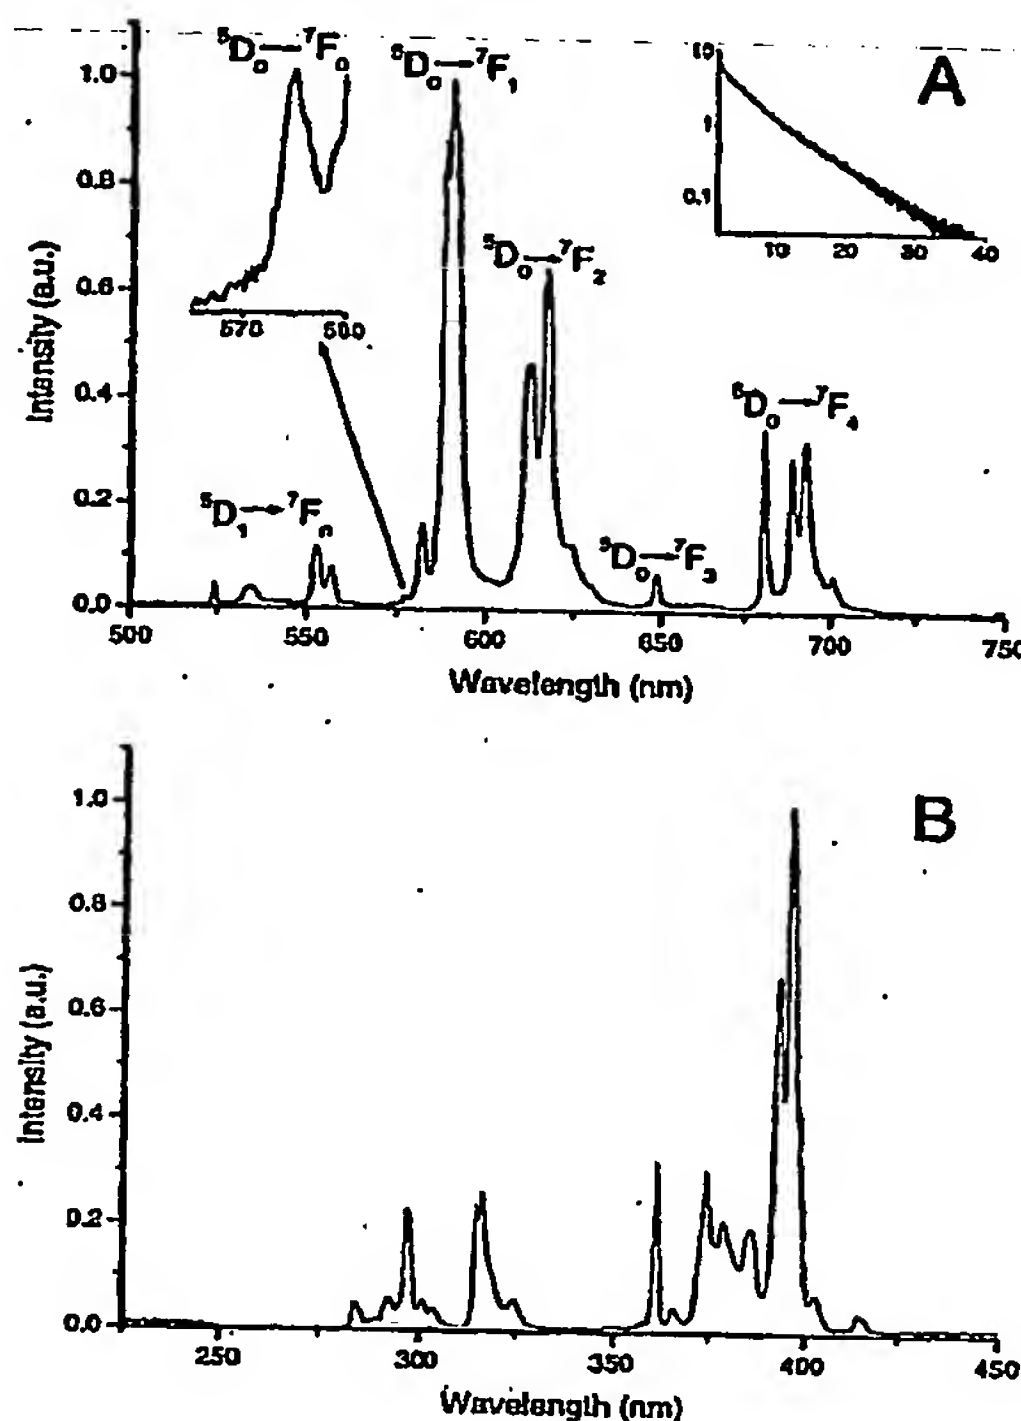 ⁵D₀→⁷F₀
⁵D₀→⁷F₁
A
1.0
0.8
0.6
0.4
0.2
0.0
Intensity (a.u.)
570 580
10
1
0.1
10 20 30 40
⁵D₀→⁷F₂
⁵D₁→⁷Fₙ
⁵D₀→⁷F₃
⁵D₀→⁷F₄
500 550 600 650 700 750
Wavelength (nm)
B
1.0
0.8
0.6
0.4
0.2
0.0
Intensity (a.u.)
250 300 350 400 450
Wavelength (nm)